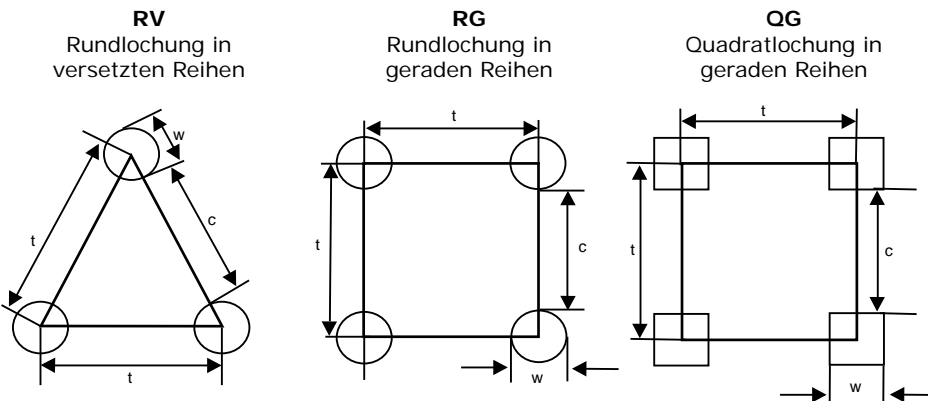 RV
Rundlochung in
versetzten Reihen
RG
Rundlochung in
geraden Reihen
QG
Quadratlochung in
geraden Reihen
w
t
c
t
t
t
c
w
t
t
c
w